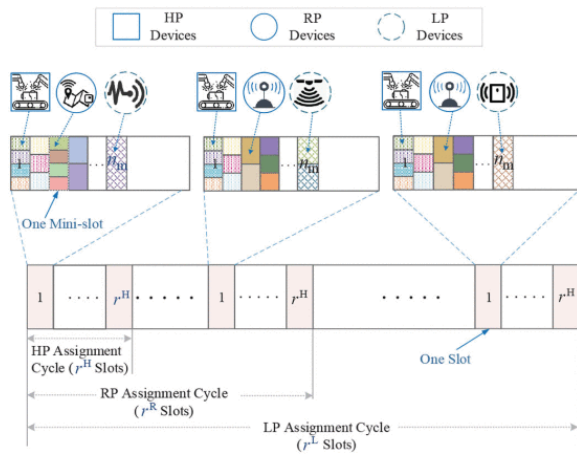 HP
Devices
RP
Devices
LP
Devices
1
n_m
1
n_m
1
n_m
One Mini-slot
1
r^H
1
r^H
1
r^H
One Slot
HP Assignment
Cycle (r^H Slots)
RP Assignment Cycle
(r^R Slots)
LP Assignment Cycle
(r^L Slots)